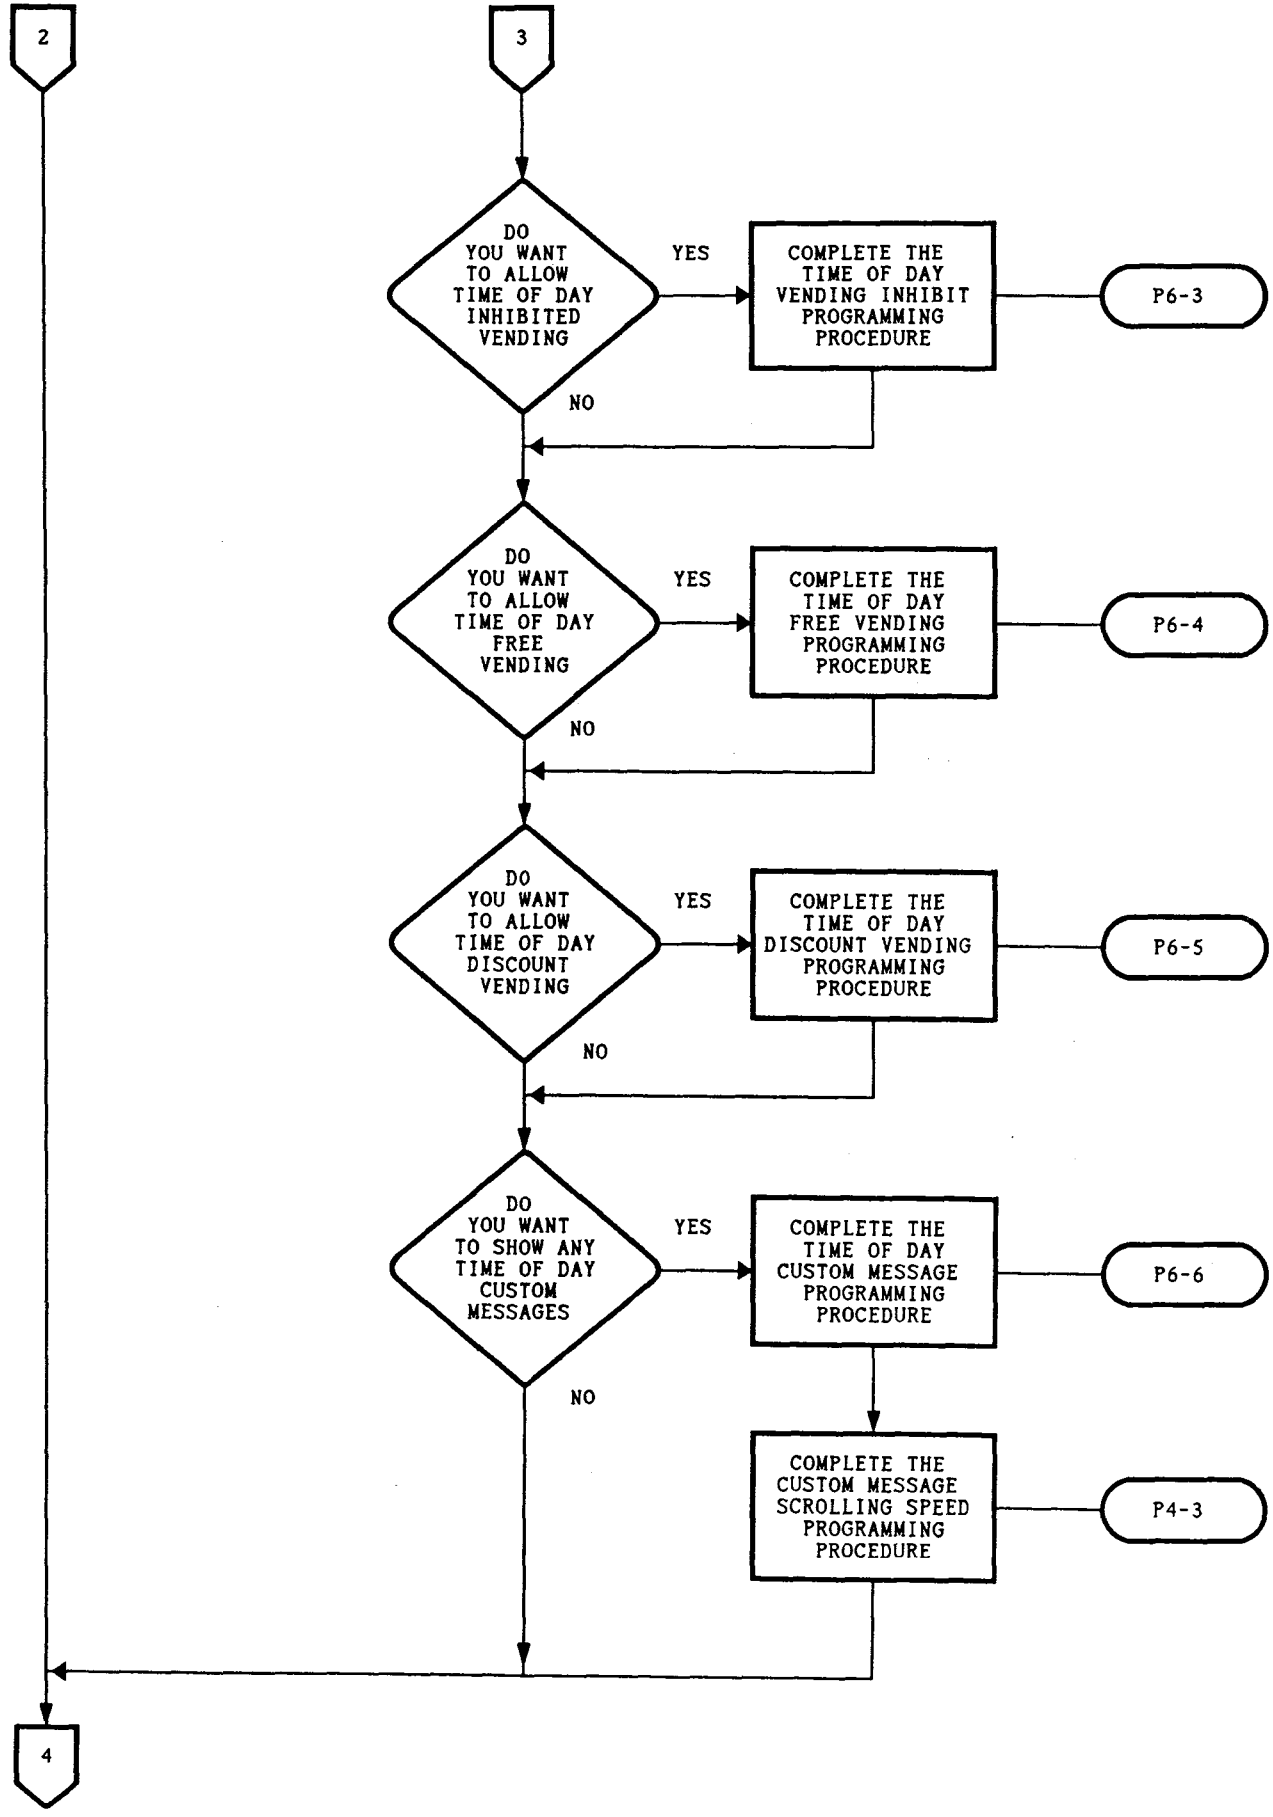 2
3
DO
YOU WANT
TO ALLOW
TIME OF DAY
INHIBITED
VENDING
YES
COMPLETE THE
TIME OF DAY
VENDING INHIBIT
PROGRAMMING
PROCEDURE
P6-3
NO
DO
YOU WANT
TO ALLOW
TIME OF DAY
FREE
VENDING
YES
COMPLETE THE
TIME OF DAY
FREE VENDING
PROGRAMMING
PROCEDURE
P6-4
NO
DO
YOU WANT
TO ALLOW
TIME OF DAY
DISCOUNT
VENDING
YES
COMPLETE THE
TIME OF DAY
DISCOUNT VENDING
PROGRAMMING
PROCEDURE
P6-5
NO
DO
YOU WANT
TO SHOW ANY
TIME OF DAY
CUSTOM
MESSAGES
YES
COMPLETE THE
TIME OF DAY
CUSTOM MESSAGE
PROGRAMMING
PROCEDURE
P6-6
NO
COMPLETE THE
CUSTOM MESSAGE
SCROLLING SPEED
PROGRAMMING
PROCEDURE
P4-3
4